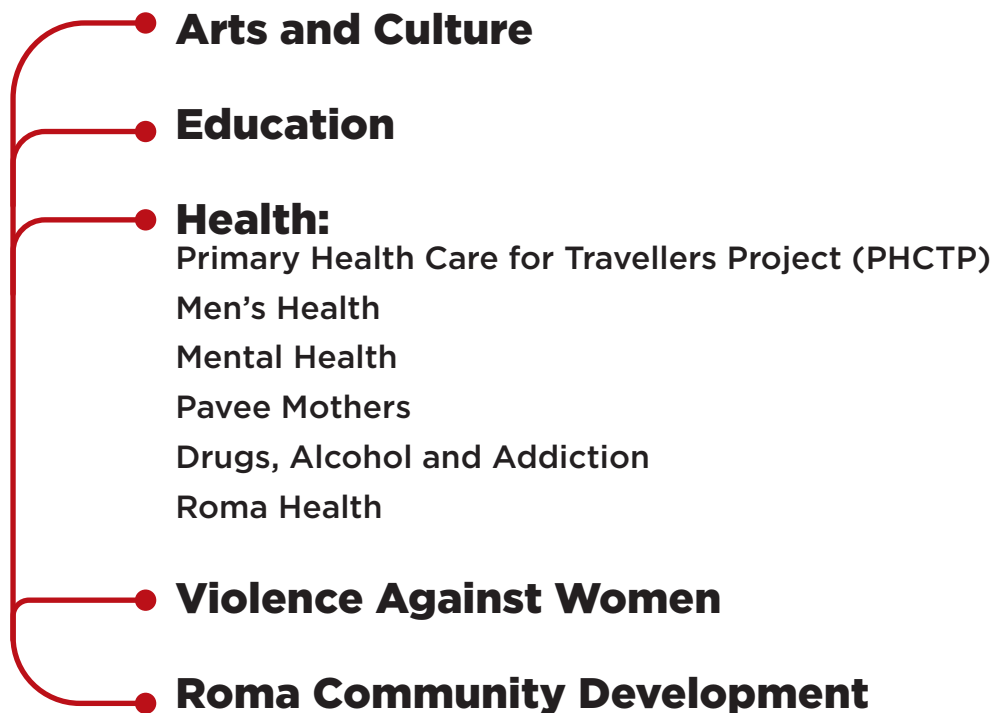 Arts and Culture
Education
Health:
Primary Health Care for Travellers Project (PHCTP)
Men’s Health
Mental Health
Pavee Mothers
Drugs, Alcohol and Addiction
Roma Health
Violence Against Women
Roma Community Development